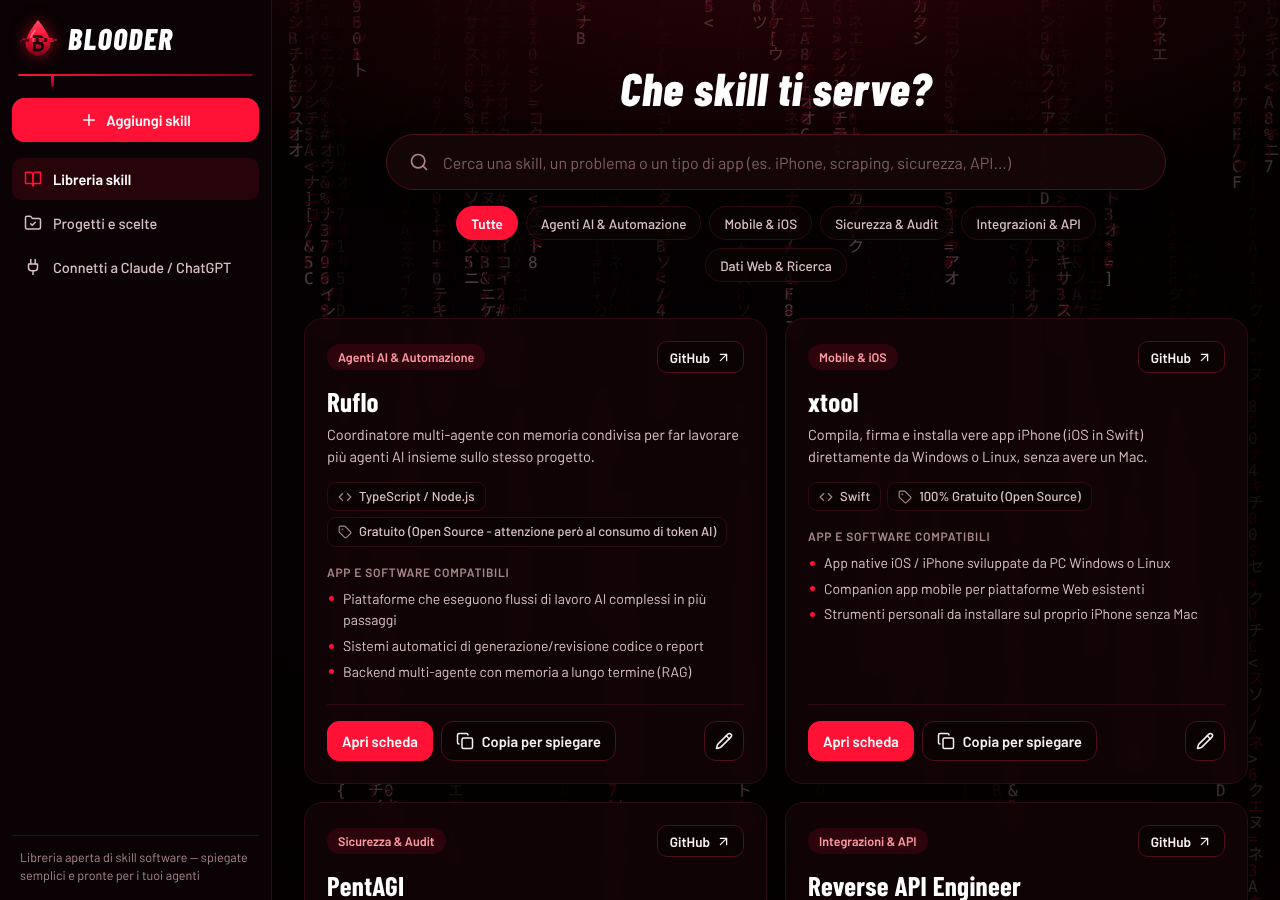 BLOODER
Aggiungi skill
Libreria skill
Progetti e scelte
Connetti a Claude / ChatGPT
Libreria aperta di skill software — spiegate
semplici e pronte per i tuoi agenti
Che skill ti serve?
Cerca una skill, un problema o un tipo di app (es. iPhone, scraping, sicurezza, API...)
Tutte
Agenti AI & Automazione
Mobile & iOS
Sicurezza & Audit
Integrazioni & API
Dati Web & Ricerca
Agenti AI & Automazione
GitHub
Ruflo
Coordinatore multi-agente con memoria condivisa per far lavorare
più agenti AI insieme sullo stesso progetto.
TypeScript / Node.js
Gratuito (Open Source - attenzione però al consumo di token AI)
APP E SOFTWARE COMPATIBILI
Piattaforme che eseguono flussi di lavoro AI complessi in più
passaggi
Sistemi automatici di generazione/revisione codice o report
Backend multi-agente con memoria a lungo termine (RAG)
Apri scheda
Copia per spiegare
Mobile & iOS
GitHub
xtool
Compila, firma e installa vere app iPhone (iOS in Swift)
direttamente da Windows o Linux, senza avere un Mac.
Swift
100% Gratuito (Open Source)
APP E SOFTWARE COMPATIBILI
App native iOS / iPhone sviluppate da PC Windows o Linux
Companion app mobile per piattaforme Web esistenti
Strumenti personali da installare sul proprio iPhone senza Mac
Apri scheda
Copia per spiegare
Sicurezza & Audit
GitHub
PentAGI
Integrazioni & API
GitHub
Reverse API Engineer